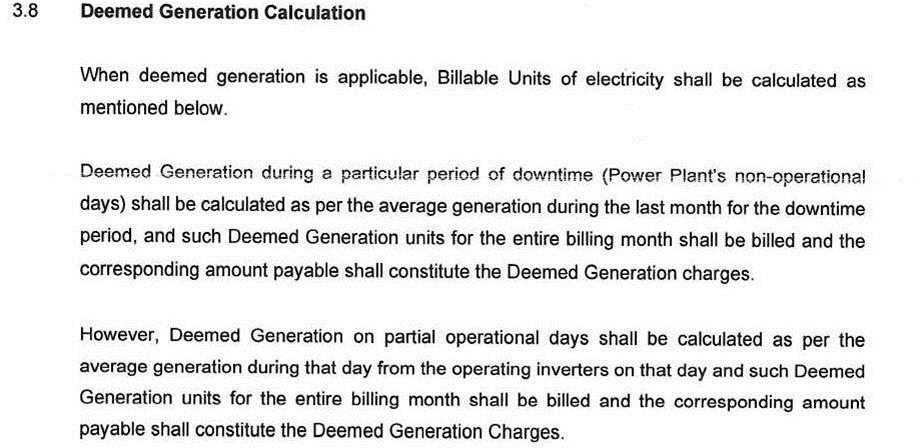 3.8 Deemed Generation Calculation
When deemed generation is applicable, Billable Units of electricity shall be calculated as
mentioned below.
Deemed Generation during a particular period of downtime (Power Plant's non-operational
days) shall be calculated as per the average generation during the last month for the downtime
period, and such Deemed Generation units for the entire billing month shall be billed and the
corresponding amount payable shall constitute the Deemed Generation charges.
However, Deemed Generation on partial operational days shall be calculated as per the
average generation during that day from the operating inverters on that day and such Deemed
Generation units for the entire billing month shall be billed and the corresponding amount
payable shall constitute the Deemed Generation Charges.